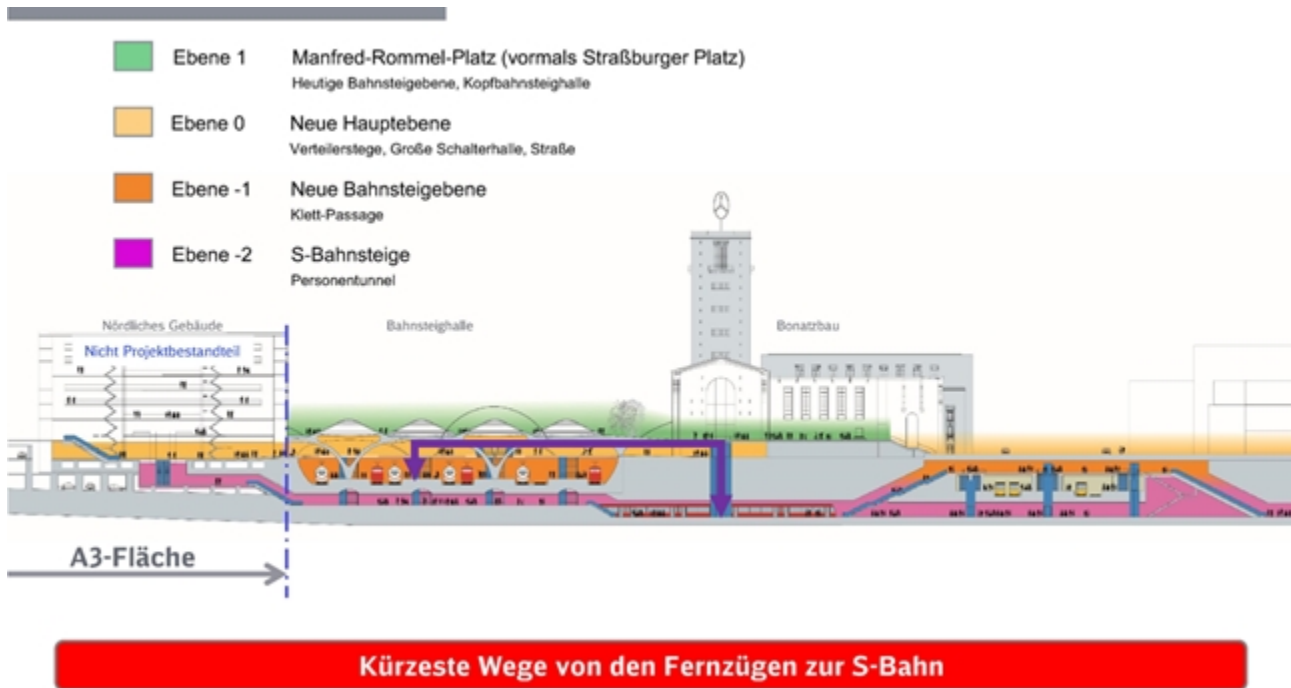 Ebene 1 Manfred-Rommel-Platz (vormals Straßburger Platz)
Heutige Bahnsteigebene, Kopfbahnsteighalle
Ebene 0 Neue Hauptebene
Verteilerstege, Große Schalterhalle, Straße
Ebene -1 Neue Bahnsteigebene
Klett-Passage
Ebene -2 S-Bahnsteige
Personentunnel
Nördliches Gebäude Bahnsteighalle Bonatzbau
Nicht Projektbestandteil
A3-Fläche
Kürzeste Wege von den Fernzügen zur S-Bahn